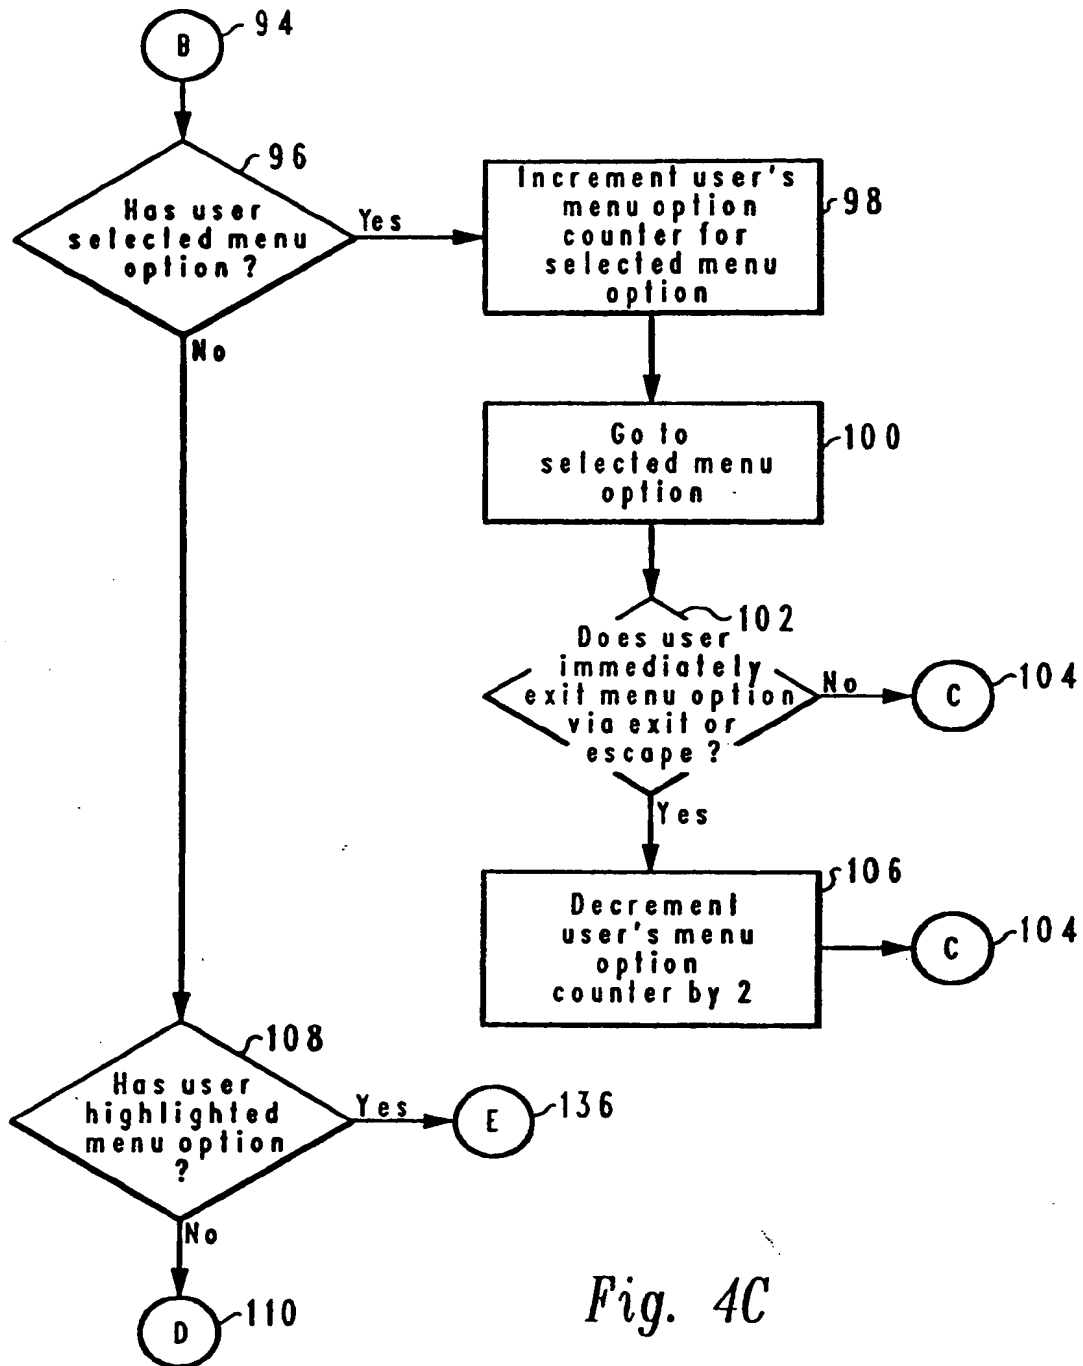 B
94
96
Has user
selected menu
option ?
Yes
No
Increment user's
menu option
counter for
selected menu
option
98
Go to
selected menu
option
100
102
Does user
immediately
exit menu option
via exit or
escape ?
No
C
104
Yes
106
Decrement
user's menu
option
counter by 2
C
104
108
Has user
highlighted
menu option
?
Yes
E
136
No
D
110
Fig. 4C